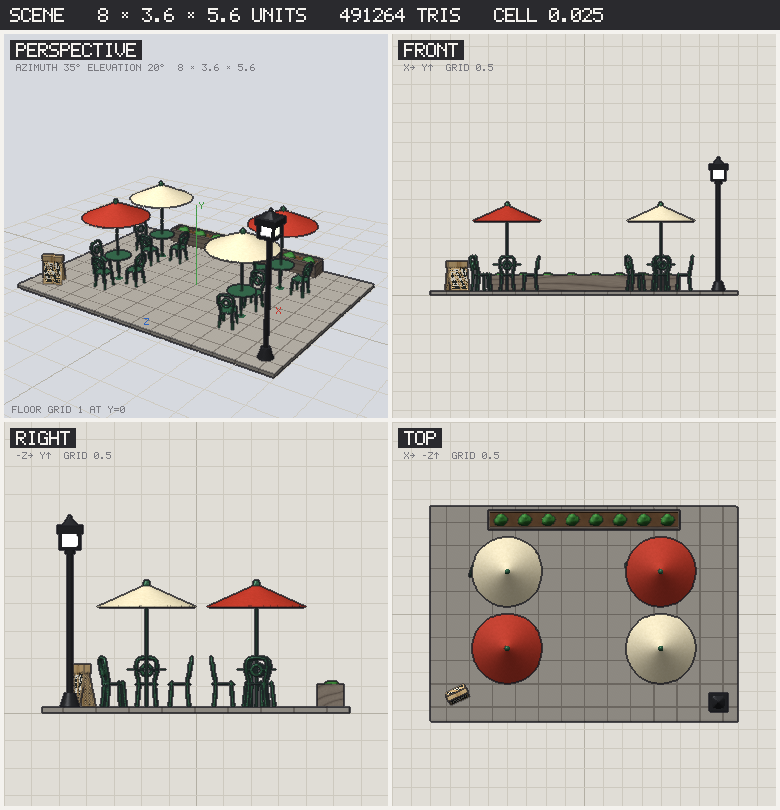 SCENE 8 × 3.6 × 5.6 UNITS 491264 TRIS CELL 0.025
PERSPECTIVE
AZIMUTH 35° ELEVATION 20° 8 × 3.6 × 5.6
Y
X
Z
FLOOR GRID 1 AT Y=0
FRONT
X→ Y↑ GRID 0.5
RIGHT
-Z→ Y↑ GRID 0.5
TOP
X→ -Z↑ GRID 0.5